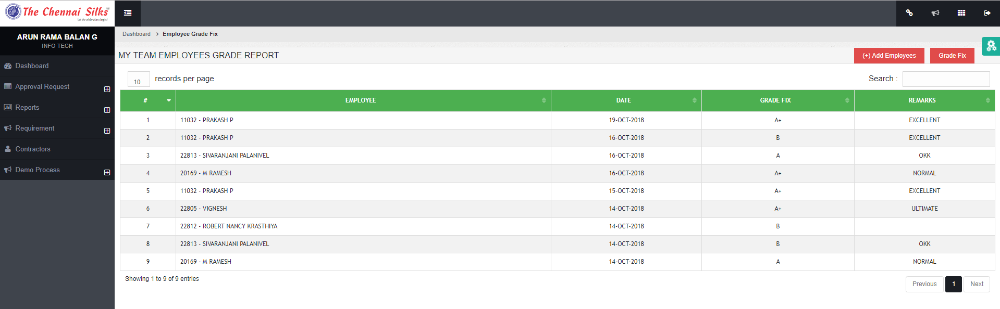 The Chennai Silks
Let the celebrations begin!
ARUN RAMA BALAN G
INFO TECH
Dashboard
Approval Request
Reports
Requirement
Contractors
Demo Process
Dashboard > Employee Grade Fix
MY TEAM EMPLOYEES GRADE REPORT
(+) Add Employees Grade Fix
10 records per page Search :
# EMPLOYEE DATE GRADE FIX REMARKS
1 11032 - PRAKASH P 19-OCT-2018 A+ EXCELLENT
2 11032 - PRAKASH P 16-OCT-2018 B EXCELLENT
3 22813 - SIVARANJANI PALANIVEL 16-OCT-2018 A OKK
4 20169 - M RAMESH 16-OCT-2018 A+ NORMAL
5 11032 - PRAKASH P 15-OCT-2018 A+ EXCELLENT
6 22805 - VIGNESH 14-OCT-2018 A+ ULTIMATE
7 22812 - ROBERT NANCY KRASTHIYA 14-OCT-2018 B
8 22813 - SIVARANJANI PALANIVEL 14-OCT-2018 B OKK
9 20169 - M RAMESH 14-OCT-2018 A NORMAL
Showing 1 to 9 of 9 entries
Previous 1 Next